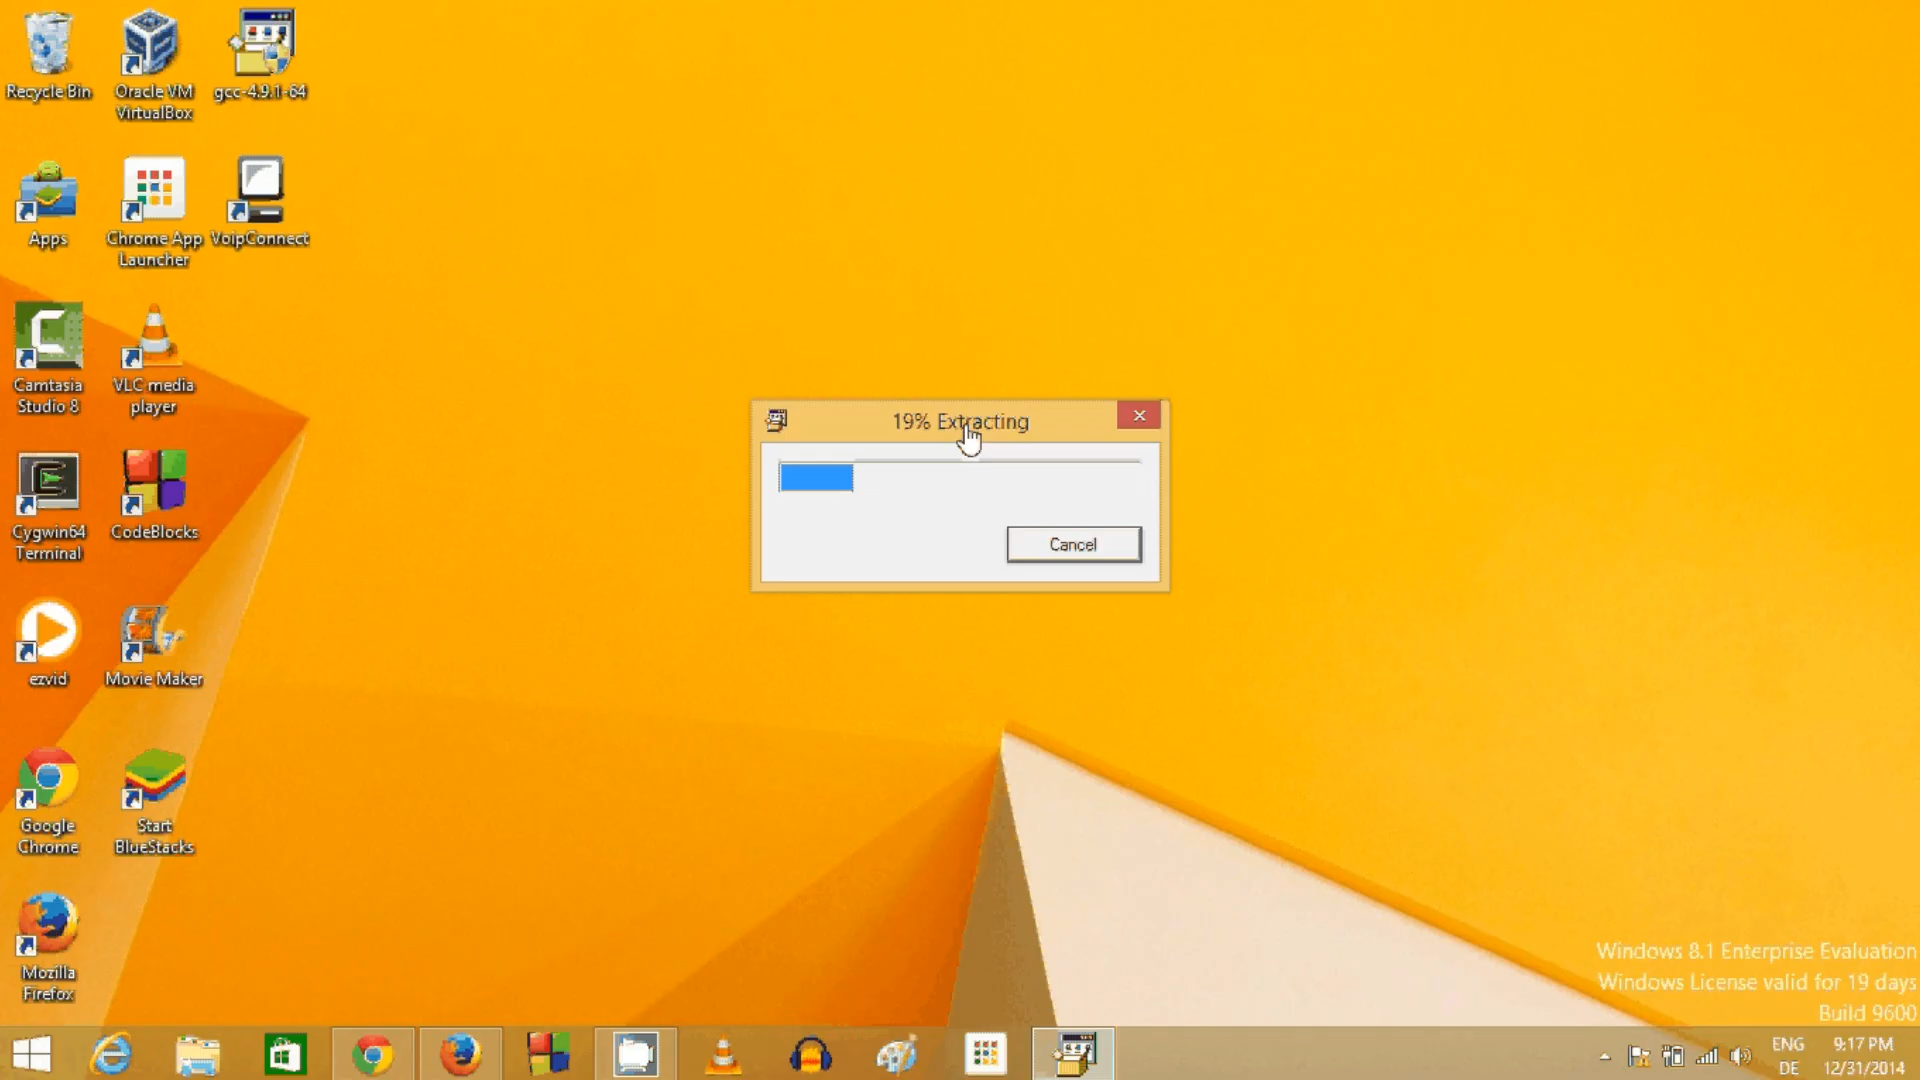 Recycle Bin
Oracle VM
VirtualBox
gcc-4.9.1-64
Apps
Chrome App
Launcher
VoipConnect
Camtasia
Studio 8
VLC media
player
19% Extracting
Cancel
Cygwin64
Terminal
CodeBlocks
ezvid
Movie Maker
Google
Chrome
Start
BlueStacks
Mozilla
Firefox
Windows 8.1 Enterprise Evaluation
Windows License valid for 19 days
Build 9600
ENG
DE
9:17 PM
12/31/2014